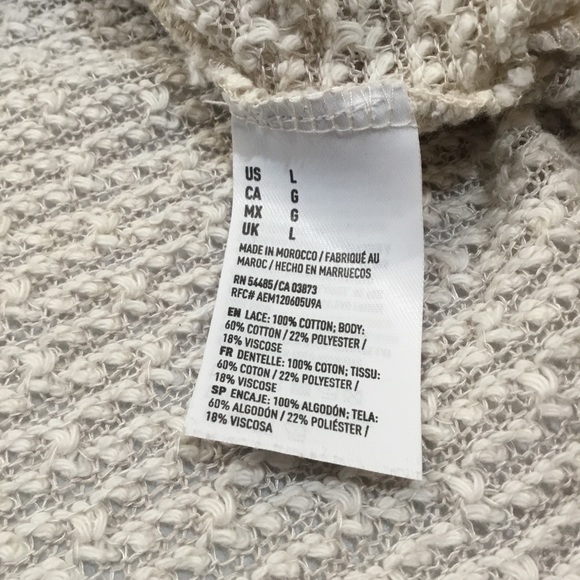 US L
CA G
MX G
UK L
MADE IN MOROCCO / FABRIQUÉ AU
MAROC / HECHO EN MARRUECOS
RN 54485/CA 03873
RFC# AEM120605U9A
EN LACE: 100% COTTON; BODY:
60% COTTON / 22% POLYESTER /
18% VISCOSE
FR DENTELLE: 100% COTON; TISSU:
60% COTON / 22% POLYESTER /
18% VISCOSE
SP ENCAJE: 100% ALGODÓN; TELA:
60% ALGODÓN / 22% POLIÉSTER /
18% VISCOSA